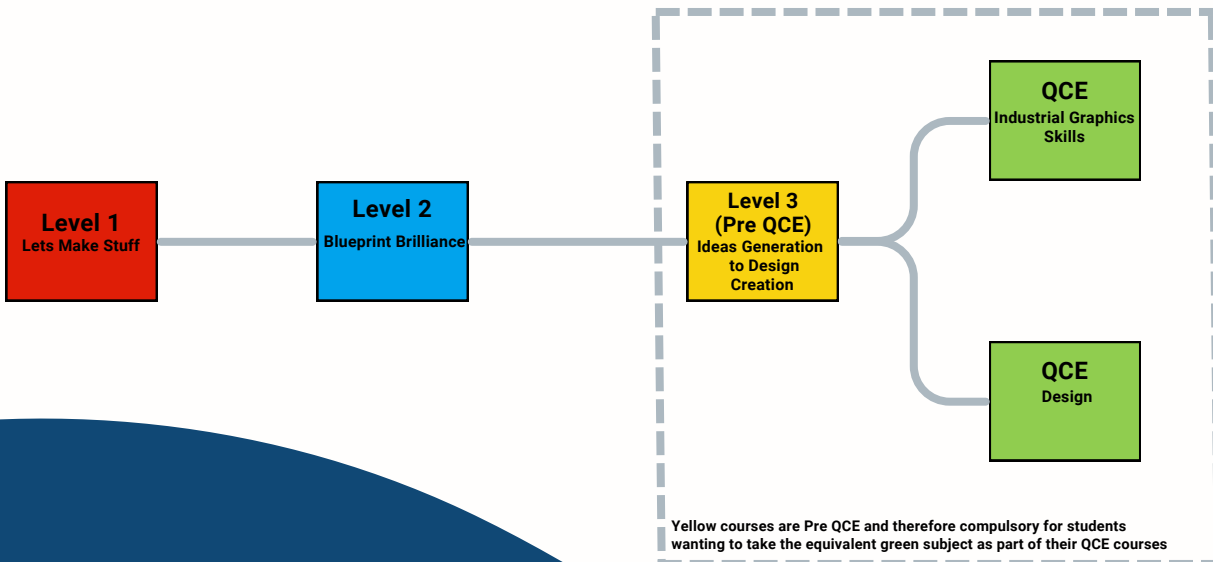 Level 1
Lets Make Stuff
Level 2
Blueprint Brilliance
Level 3
(Pre QCE)
Ideas Generation
to Design
Creation
QCE
Industrial Graphics
Skills
QCE
Design
Yellow courses are Pre QCE and therefore compulsory for students
wanting to take the equivalent green subject as part of their QCE courses